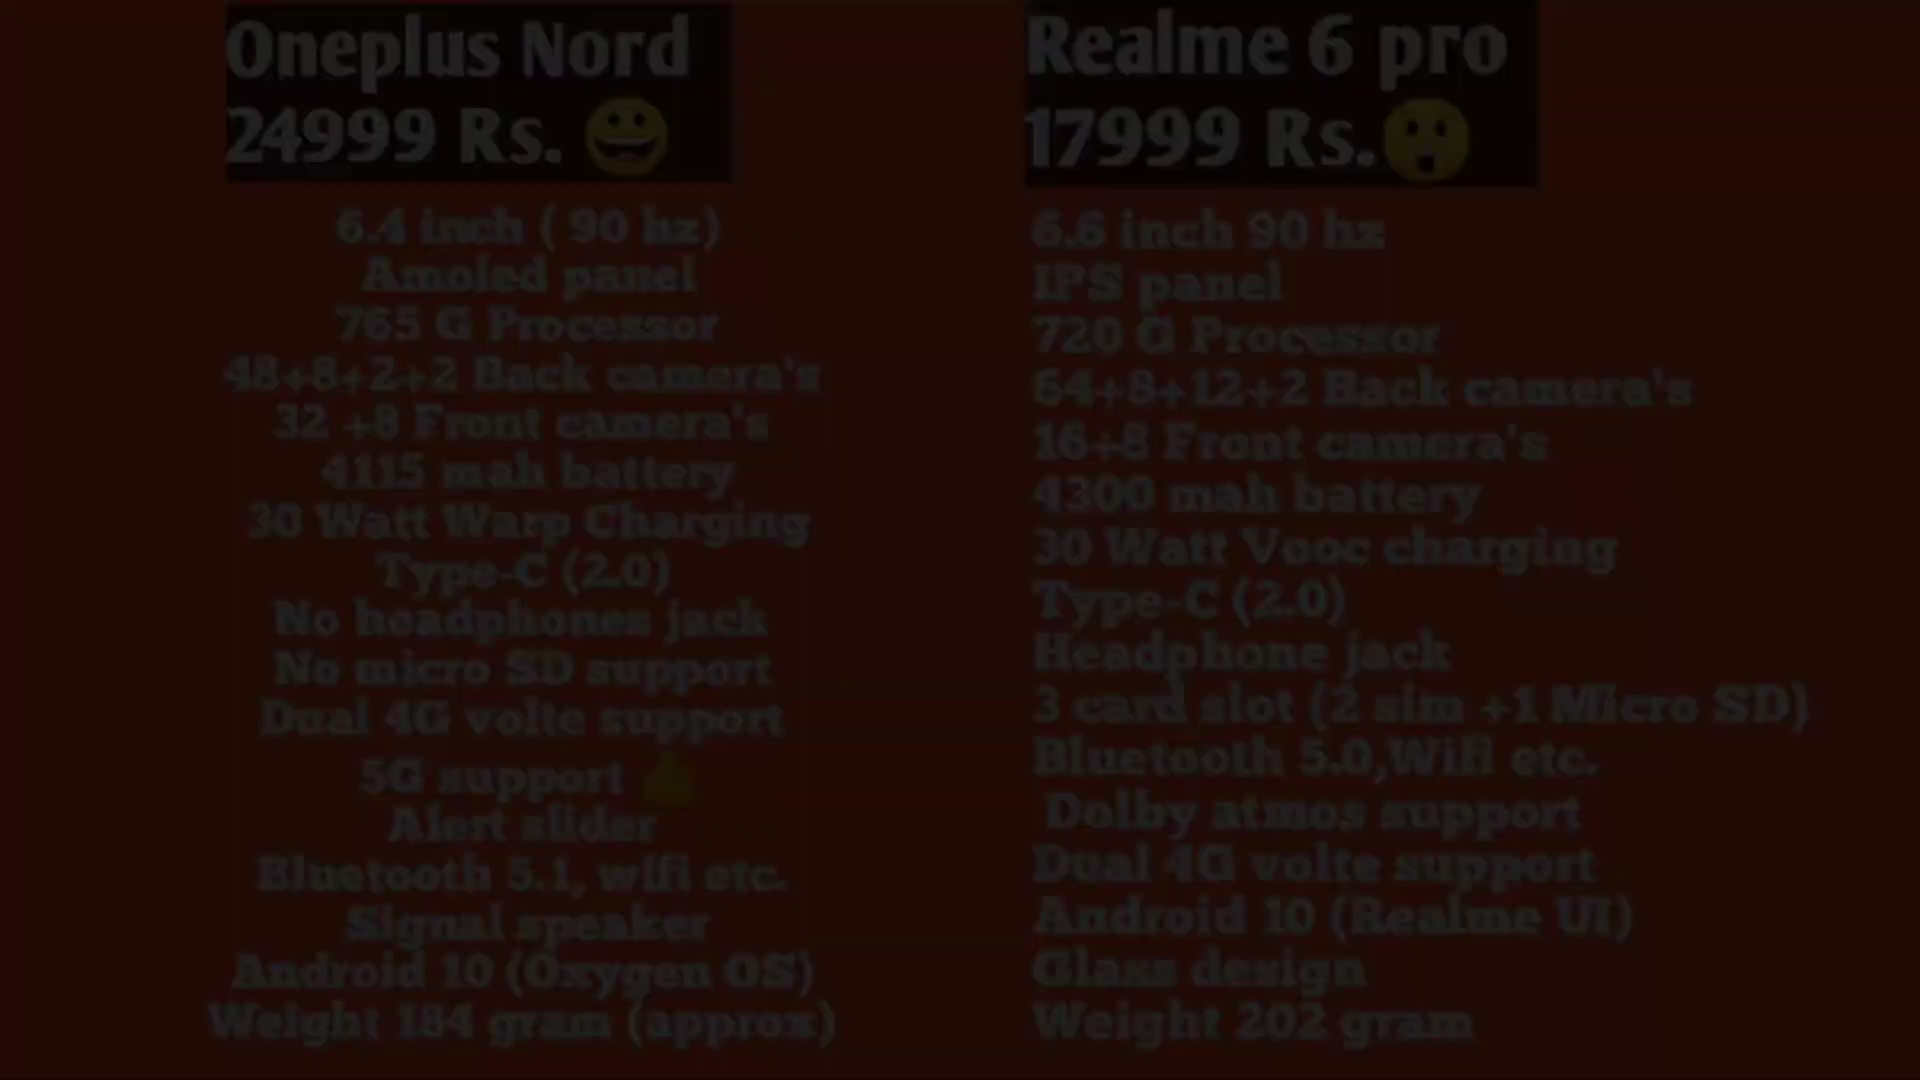 Oneplus Nord
24999 Rs. 😀
6.4 inch ( 90 hz)
Amoled panel
765 G Processor
48+8+2+2 Back camera's
32 +8 Front camera's
4115 mah battery
30 Watt Warp Charging
Type-C (2.0)
No headphones jack
No micro SD support
Dual 4G volte support
5G support 👍
Alert slider
Bluetooth 5.1, wifi etc.
Signal speaker
Android 10 (Oxygen OS)
Weight 184 gram (approx)
Realme 6 pro
17999 Rs.😲
6.6 inch 90 hz
IPS panel
720 G Processor
64+8+12+2 Back camera's
16+8 Front camera's
4300 mah battery
30 Watt Vooc charging
Type-C (2.0)
Headphone jack
3 card slot (2 sim +1 Micro SD)
Bluetooth 5.0,Wifi etc.
Dolby atmos support
Dual 4G volte support
Android 10 (Realme UI)
Glass design
Weight 202 gram